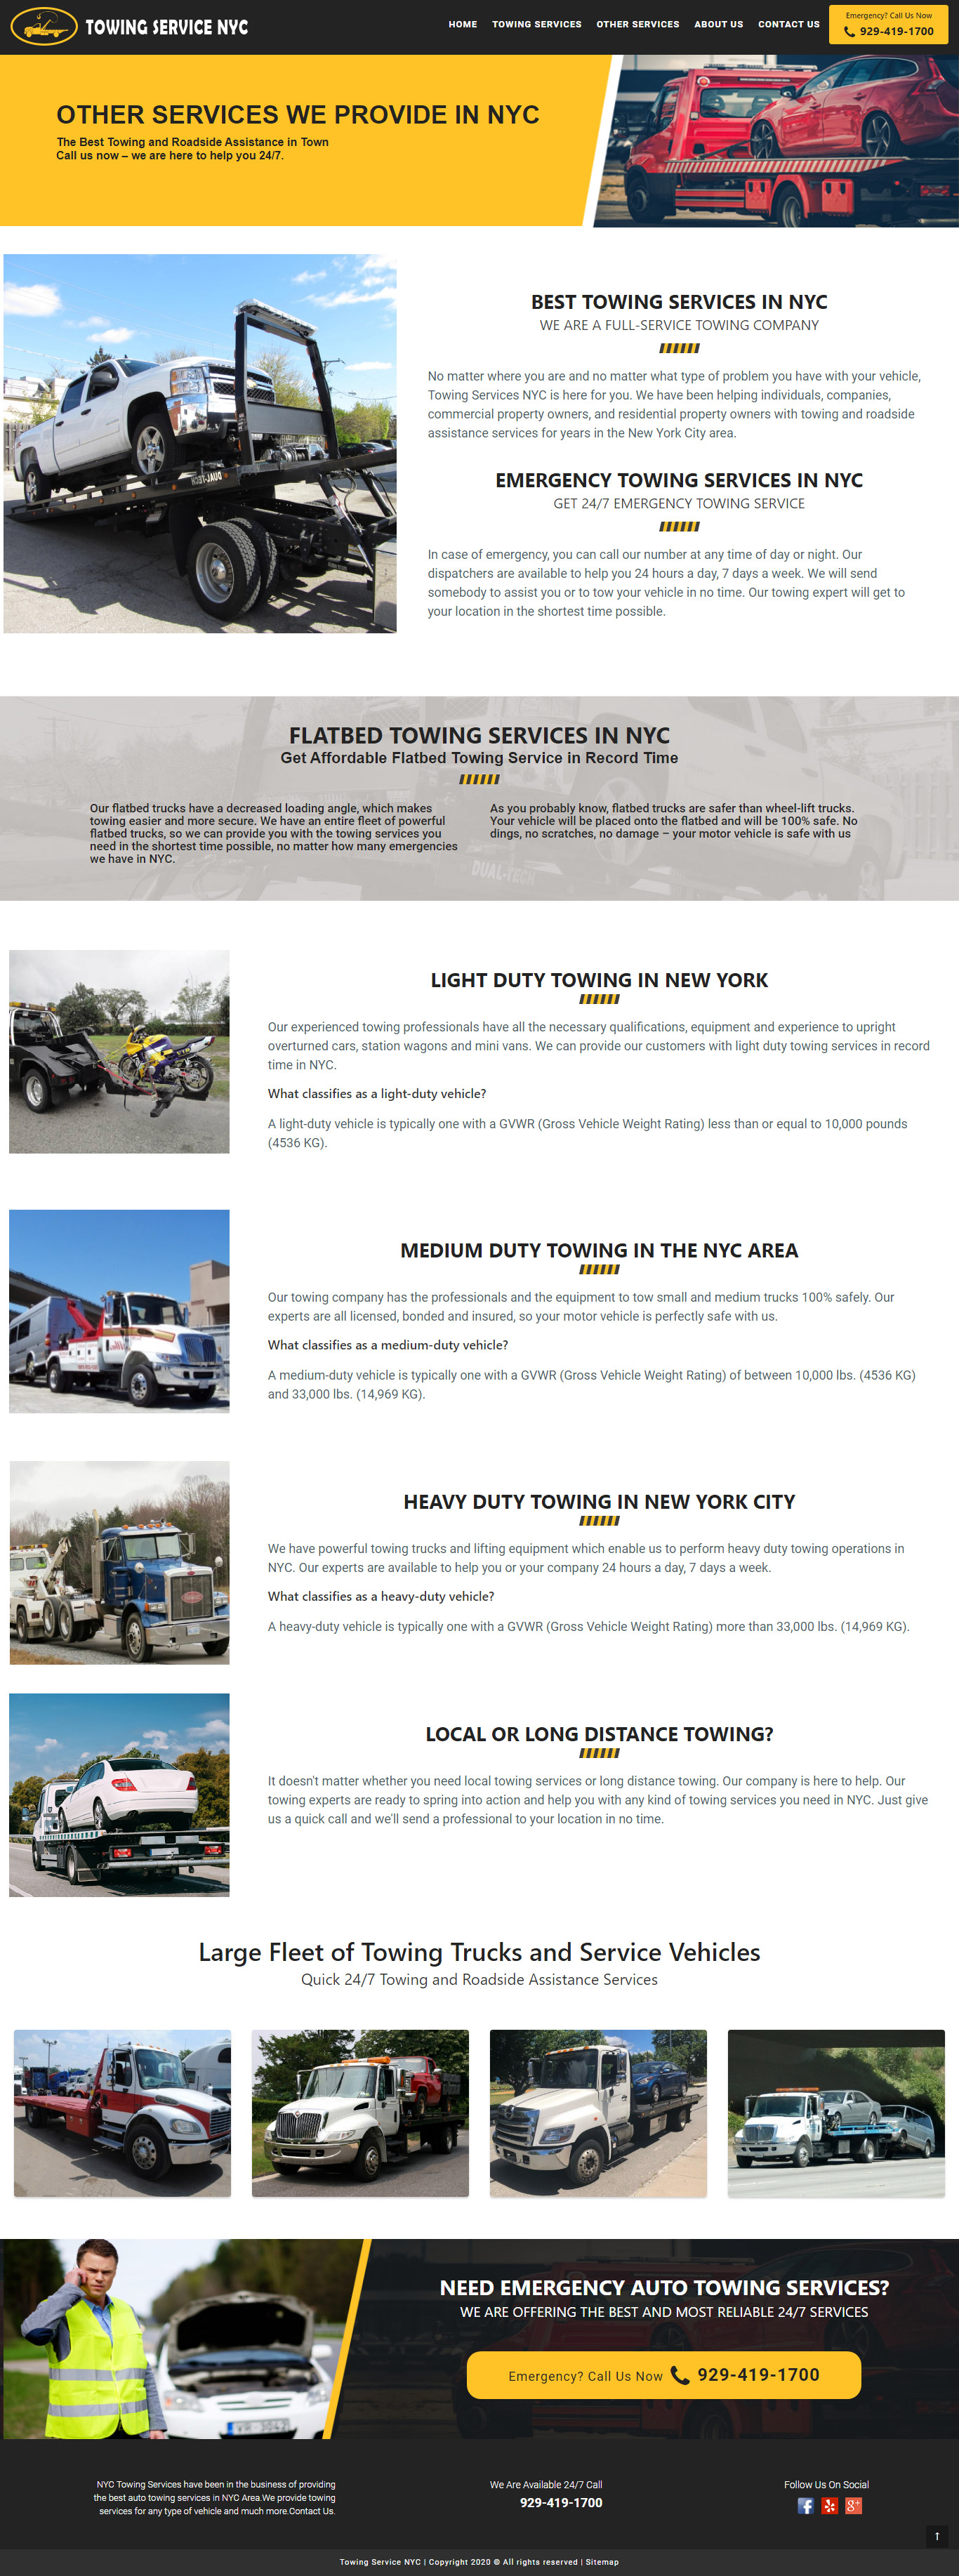 TOWING SERVICE NYC
HOME TOWING SERVICES OTHER SERVICES ABOUT US CONTACT US
Emergency? Call Us Now
929-419-1700
OTHER SERVICES WE PROVIDE IN NYC
The Best Towing and Roadside Assistance in Town
Call us now – we are here to help you 24/7.
BEST TOWING SERVICES IN NYC
WE ARE A FULL-SERVICE TOWING COMPANY
No matter where you are and no matter what type of problem you have with your vehicle,
Towing Services NYC is here for you. We have been helping individuals, companies,
commercial property owners, and residential property owners with towing and roadside
assistance services for years in the New York City area.
EMERGENCY TOWING SERVICES IN NYC
GET 24/7 EMERGENCY TOWING SERVICE
In case of emergency, you can call our number at any time of day or night. Our
dispatchers are available to help you 24 hours a day, 7 days a week. We will send
somebody to assist you or to tow your vehicle in no time. Our towing expert will get to
your location in the shortest time possible.
FLATBED TOWING SERVICES IN NYC
Get Affordable Flatbed Towing Service in Record Time
Our flatbed trucks have a decreased loading angle, which makes
towing easier and more secure. We have an entire fleet of powerful
flatbed trucks, so we can provide you with the towing services you
need in the shortest time possible, no matter how many emergencies
we have in NYC.
As you probably know, flatbed trucks are safer than wheel-lift trucks.
Your vehicle will be placed onto the flatbed and will be 100% safe. No
dings, no scratches, no damage – your motor vehicle is safe with us
DUAL-TECH
LIGHT DUTY TOWING IN NEW YORK
Our experienced towing professionals have all the necessary qualifications, equipment and experience to upright
overturned cars, station wagons and mini vans. We can provide our customers with light duty towing services in record
time in NYC.
What classifies as a light-duty vehicle?
A light-duty vehicle is typically one with a GVWR (Gross Vehicle Weight Rating) less than or equal to 10,000 pounds
(4536 KG).
MEDIUM DUTY TOWING IN THE NYC AREA
Our towing company has the professionals and the equipment to tow small and medium trucks 100% safely. Our
experts are all licensed, bonded and insured, so your motor vehicle is perfectly safe with us.
What classifies as a medium-duty vehicle?
A medium-duty vehicle is typically one with a GVWR (Gross Vehicle Weight Rating) of between 10,000 lbs. (4536 KG)
and 33,000 lbs. (14,969 KG).
HEAVY DUTY TOWING IN NEW YORK CITY
We have powerful towing trucks and lifting equipment which enable us to perform heavy duty towing operations in
NYC. Our experts are available to help you or your company 24 hours a day, 7 days a week.
What classifies as a heavy-duty vehicle?
A heavy-duty vehicle is typically one with a GVWR (Gross Vehicle Weight Rating) more than 33,000 lbs. (14,969 KG).
LOCAL OR LONG DISTANCE TOWING?
It doesn't matter whether you need local towing services or long distance towing. Our company is here to help. Our
towing experts are ready to spring into action and help you with any kind of towing services you need in NYC. Just give
us a quick call and we'll send a professional to your location in no time.
Large Fleet of Towing Trucks and Service Vehicles
Quick 24/7 Towing and Roadside Assistance Services
NEED EMERGENCY AUTO TOWING SERVICES?
WE ARE OFFERING THE BEST AND MOST RELIABLE 24/7 SERVICES
Emergency? Call Us Now 929-419-1700
NYC Towing Services have been in the business of providing
the best auto towing services in NYC Area.We provide towing
services for any type of vehicle and much more.Contact Us.
We Are Available 24/7 Call
929-419-1700
Follow Us On Social
Towing Service NYC | Copyright 2020 ® All rights reserved | Sitemap